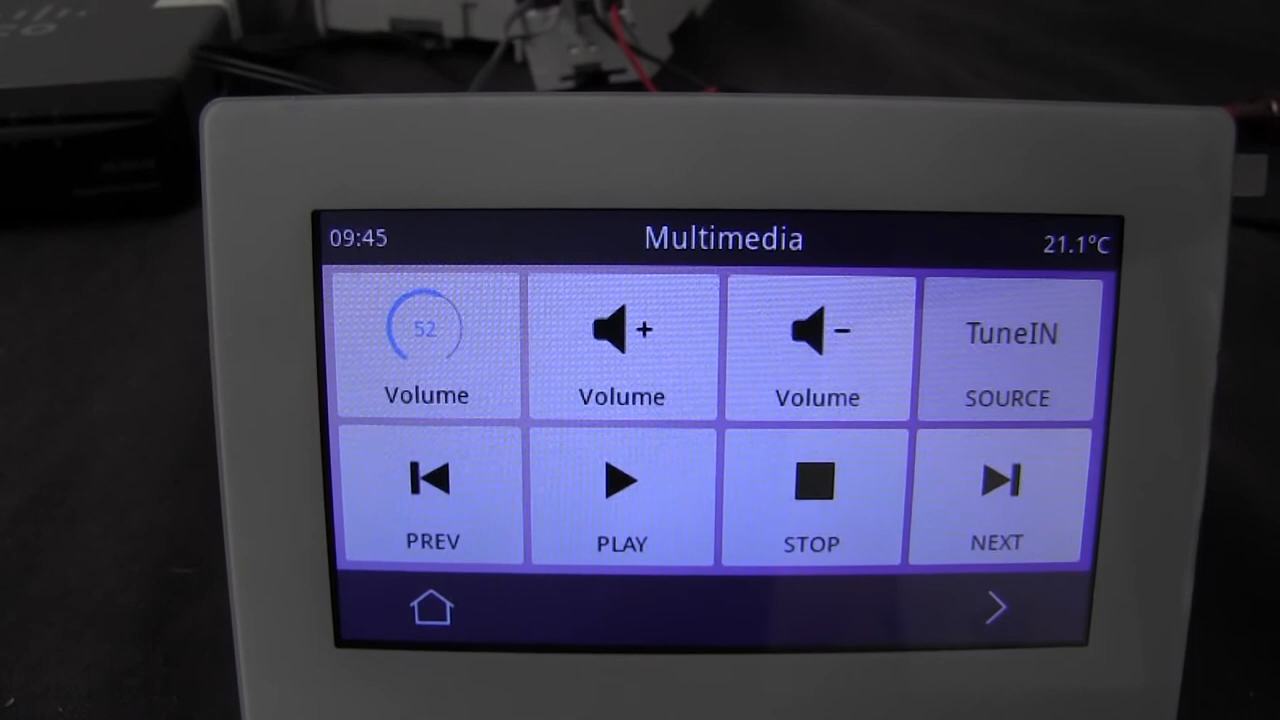 09:45
Multimedia
21.1°C
52
Volume
+
Volume
-
Volume
TuneIN
SOURCE
PREV
PLAY
STOP
NEXT